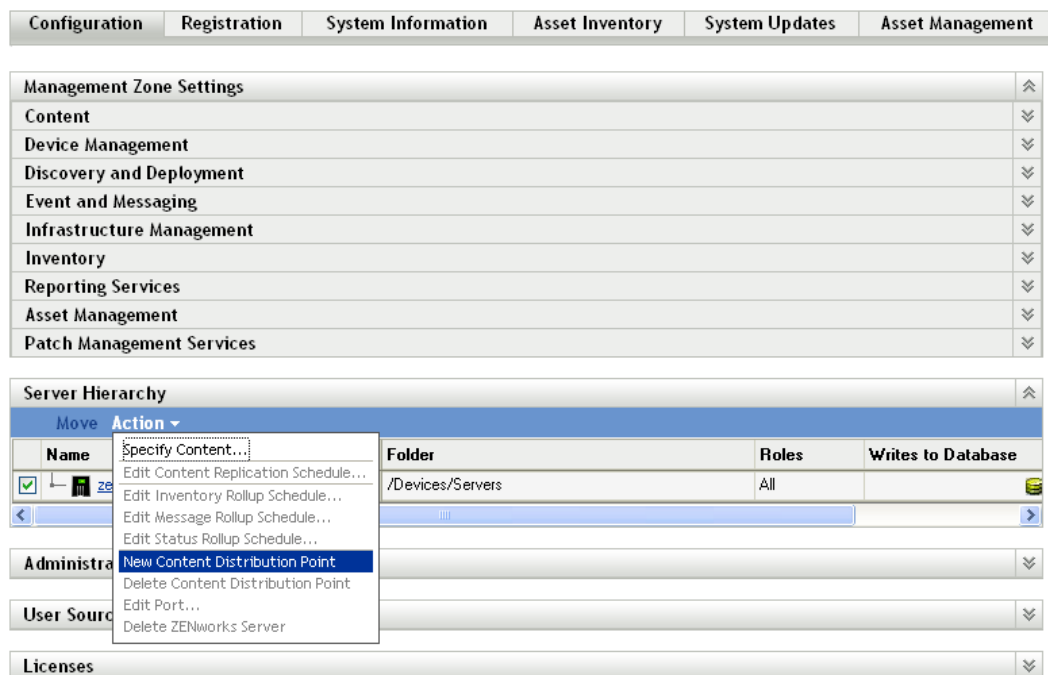 Configuration Registration System Information Asset Inventory System Updates Asset Management
Management Zone Settings
Content
Device Management
Discovery and Deployment
Event and Messaging
Infrastructure Management
Inventory
Reporting Services
Asset Management
Patch Management Services
Server Hierarchy
Move Action
Name Folder Roles Writes to Database
ze /Devices/Servers All
Specify Content...
Edit Content Replication Schedule...
Edit Inventory Rollup Schedule...
Edit Message Rollup Schedule...
Edit Status Rollup Schedule...
New Content Distribution Point
Delete Content Distribution Point
Edit Port...
Delete ZENworks Server
Administra
User Sourc
Licenses